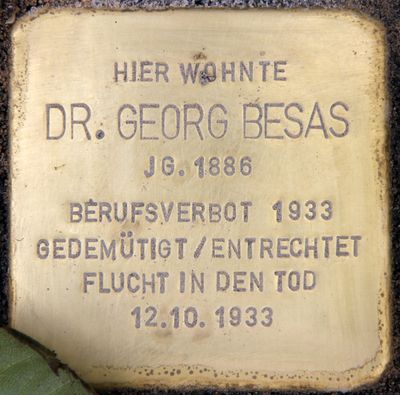 HIER WOHNTE
DR. GEORG BESAS
JG. 1886
BERUFSVERBOT 1933
GEDEMÜTIGT/ENTRECHTET
FLUCHT IN DEN TOD
12.10. 1933